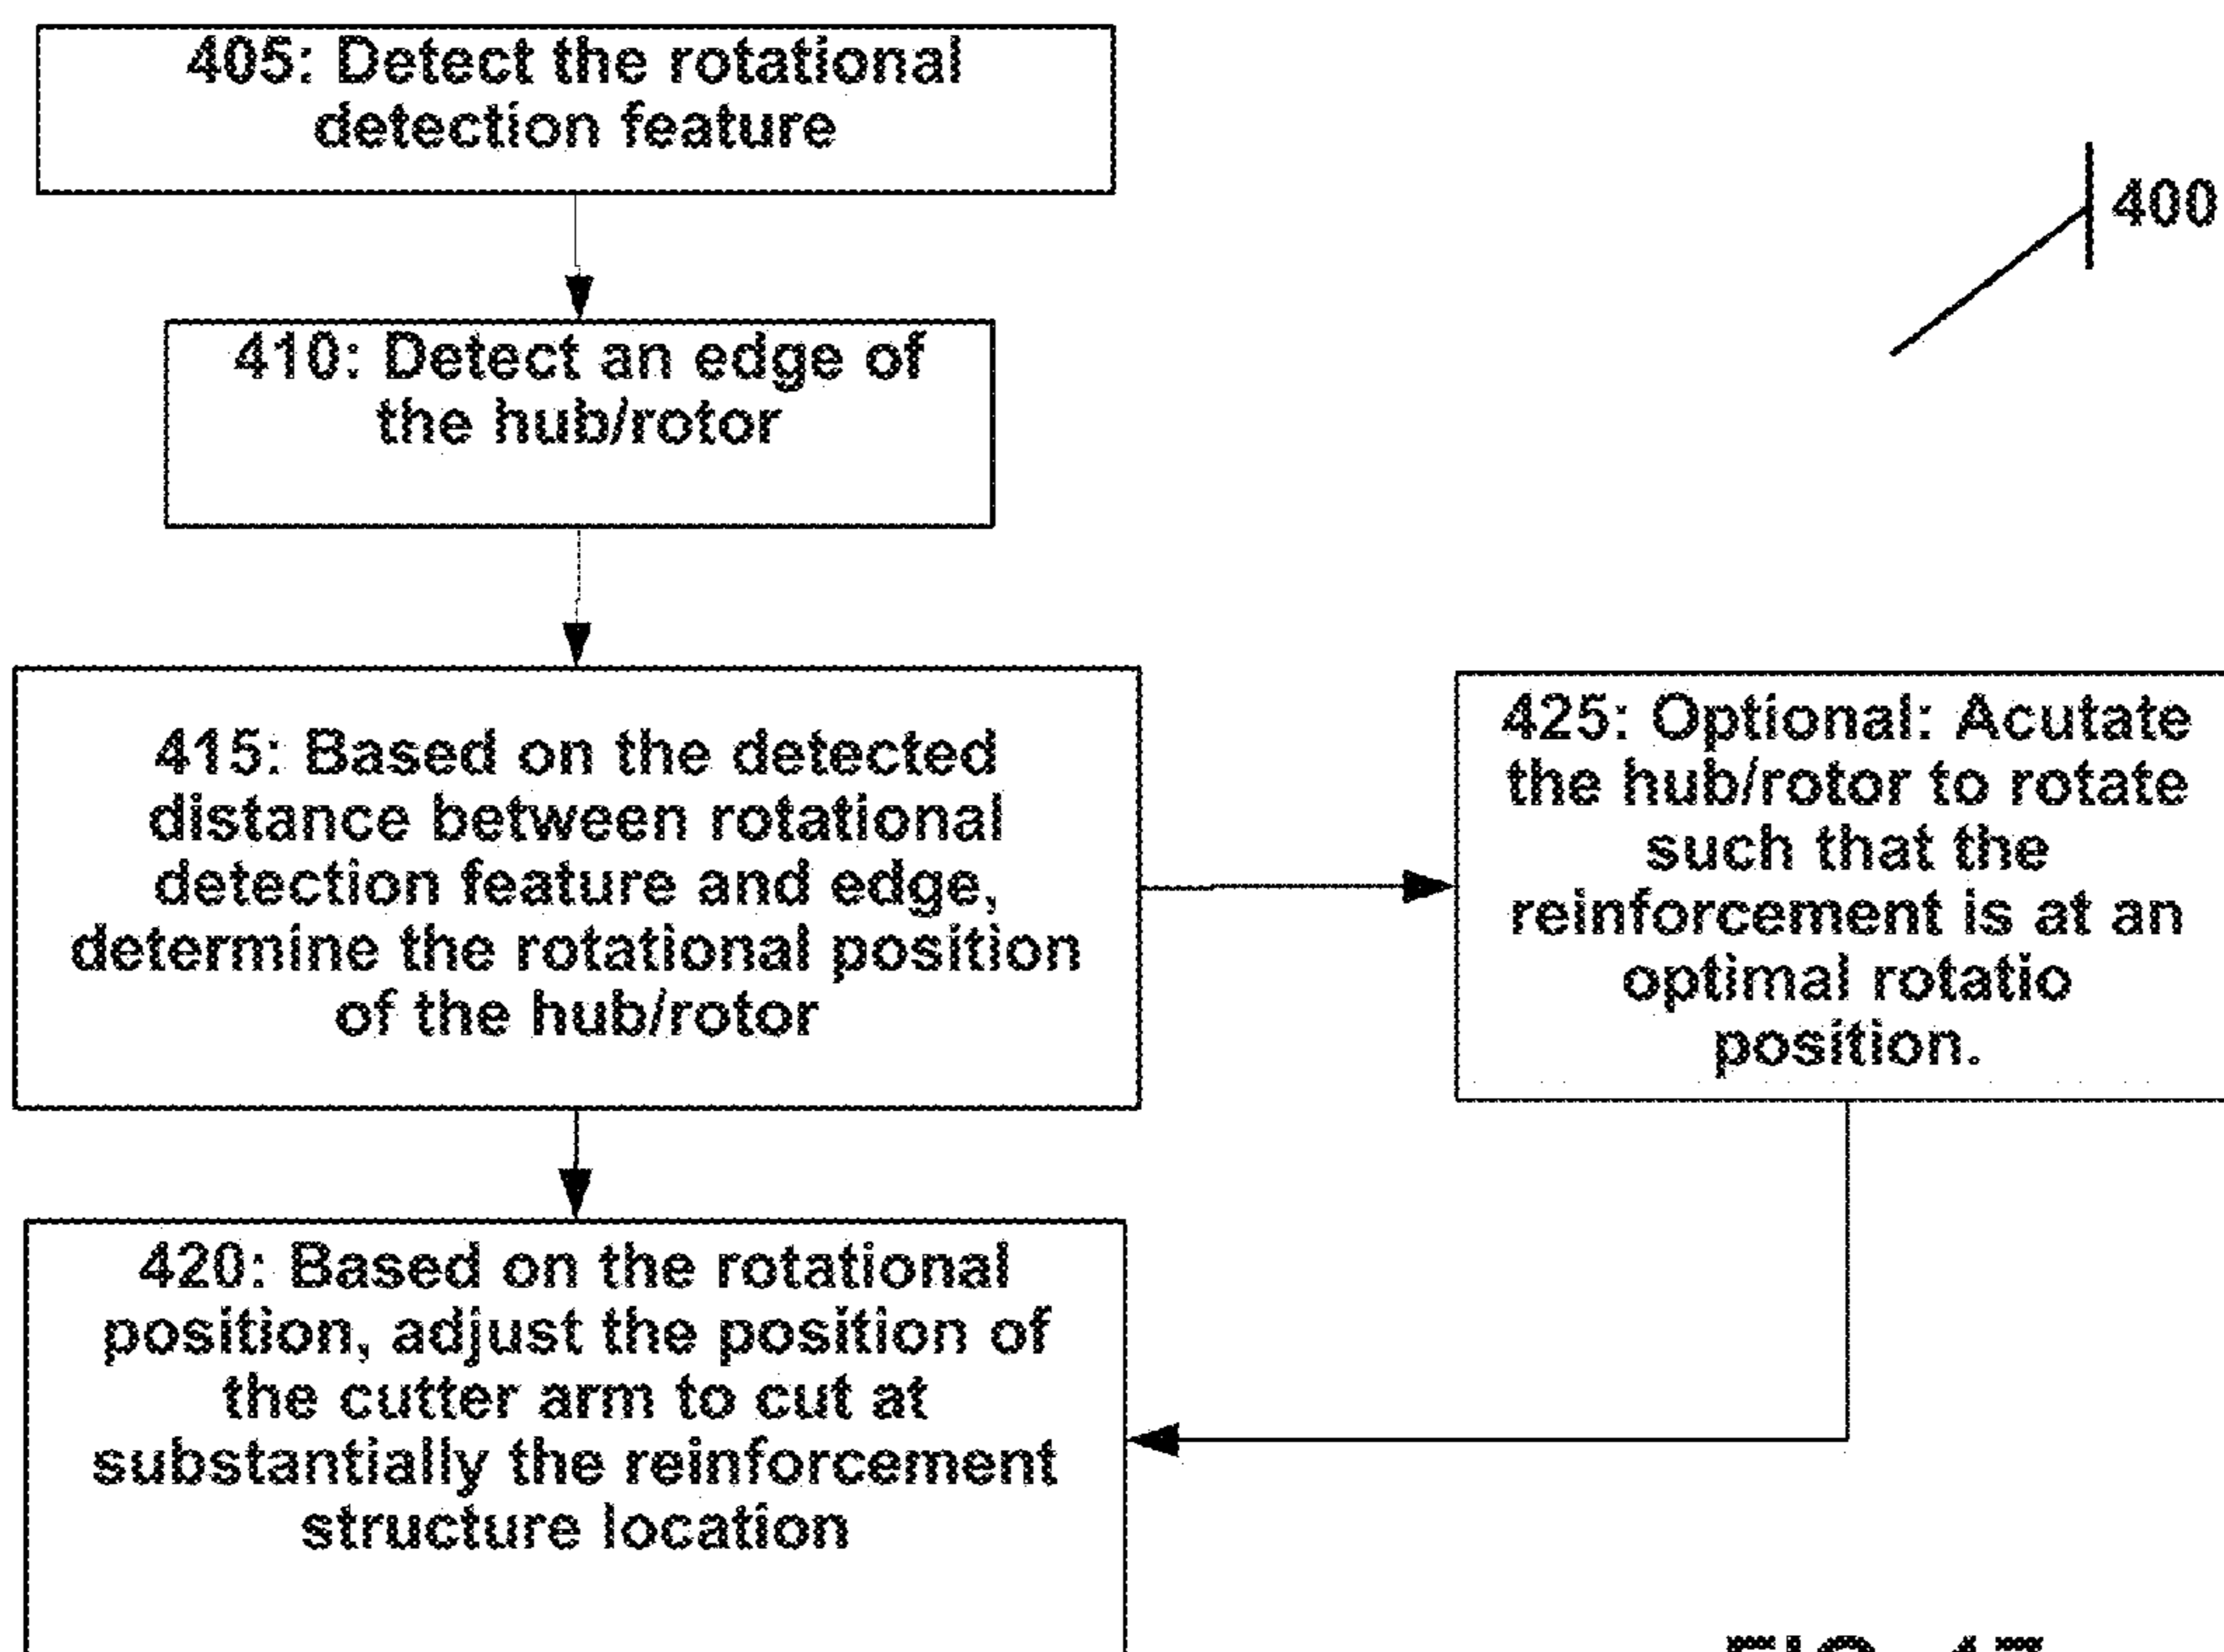 405: Detect the rotational
detection feature
400
410: Detect an edge of
the hub/rotor
415: Based on the detected
distance between rotational
detection feature and edge,
determine the rotational position
of the hub/rotor
425: Optional: Acutate
the hub/rotor to rotate
such that the
reinforcement is at an
optimal rotatio
position.
420: Based on the rotational
position, adjust the position of
the cutter arm to cut at
substantially the reinforcement
structure location